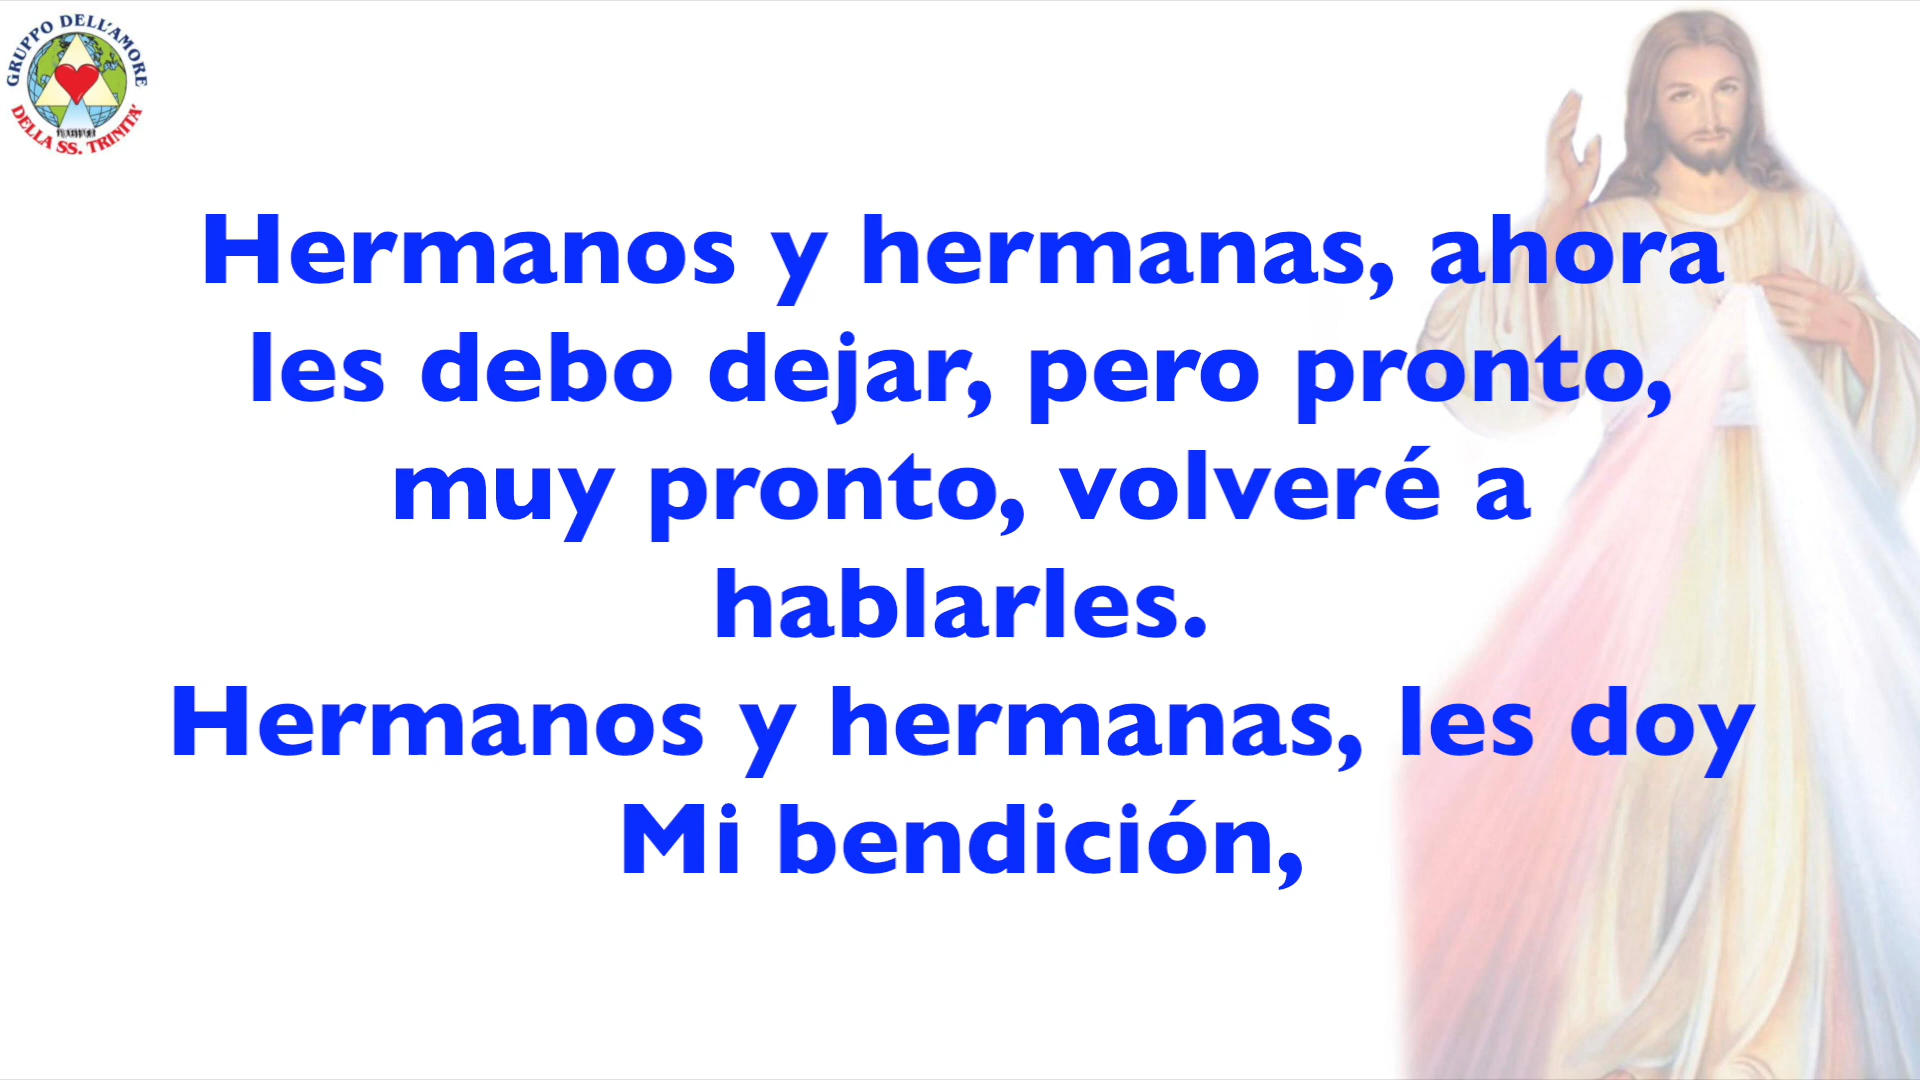 GRUPPO DELL'AMORE
DELLA SS. TRINITA'
Hermanos y hermanas, ahora
les debo dejar, pero pronto,
muy pronto, volveré a
hablarles.
Hermanos y hermanas, les doy
Mi bendición,